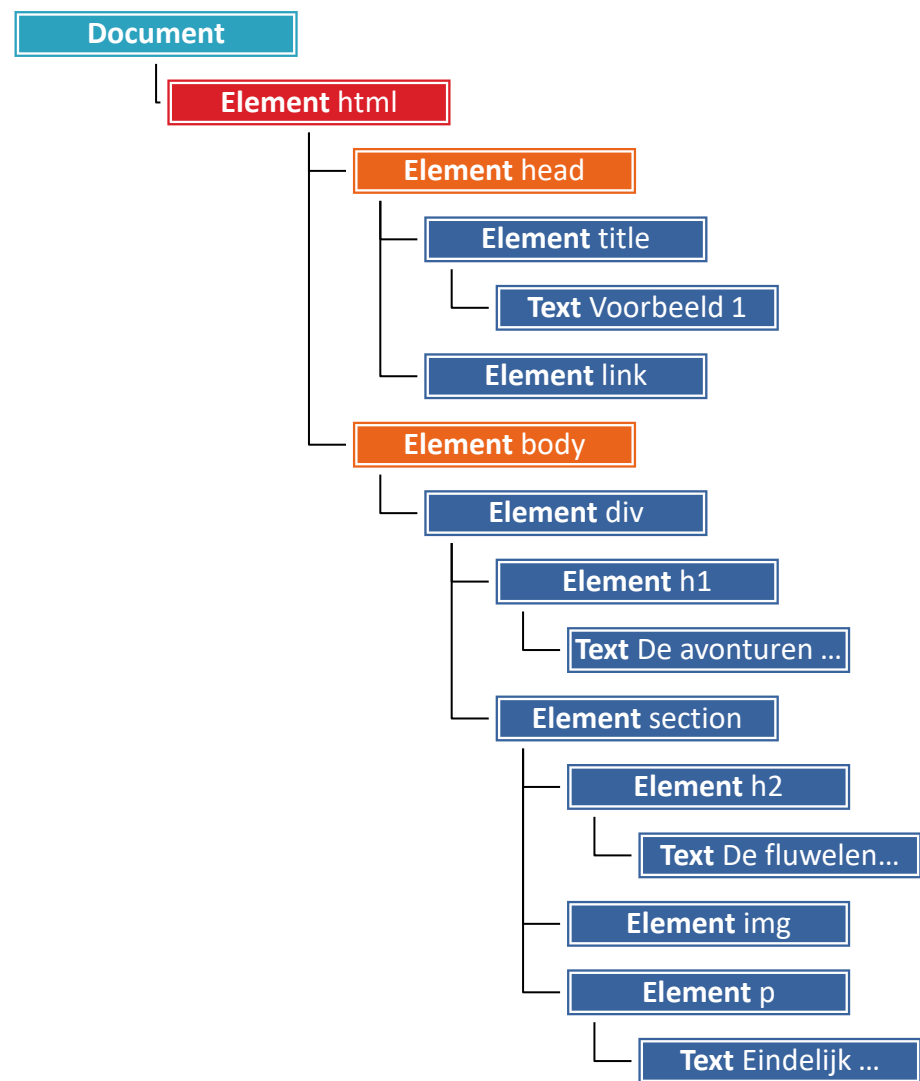 Document
Element html
Element head
Element title
Text Voorbeeld 1
Element link
Element body
Element div
Element h1
Text De avonturen ...
Element section
Element h2
Text De fluwelen...
Element img
Element p
Text Eindelijk ...